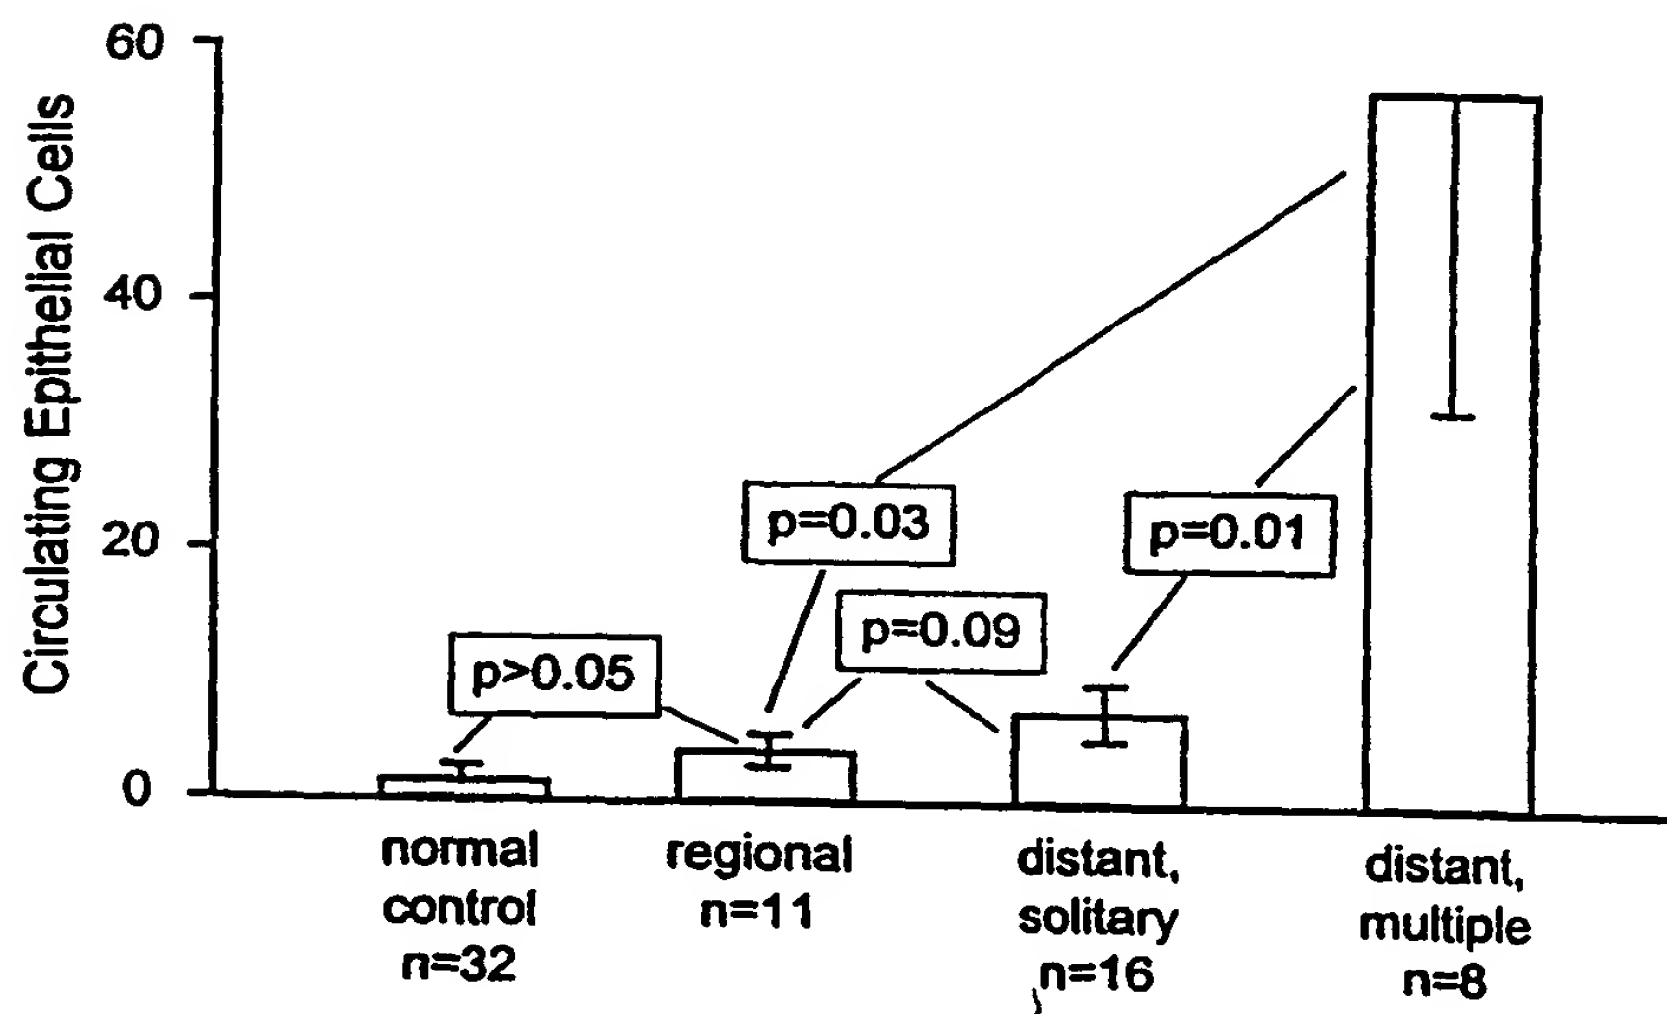 Circulating Epithelial Cells
60
40
20
0
p>0.05
p=0.03
p=0.09
p=0.01
normal
control
n=32
regional
n=11
distant,
solitary
n=16
distant,
multiple
n=8